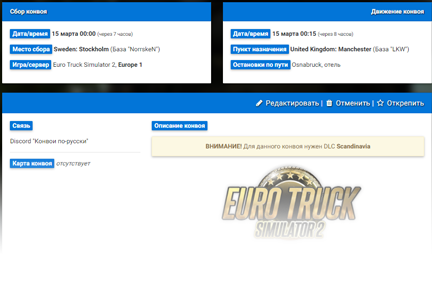 Сбор конвоя
Движение конвоя
Дата/время 15 марта 00:00 (через 7 часов)
Место сбора Sweden: Stockholm (База "NorrskeN")
Игра/сервер Euro Truck Simulator 2, Europe 1
Дата/время 15 марта 00:15 (через 8 часов)
Пункт назначения United Kingdom: Manchester (База "LKW")
Остановки по пути Osnabruck, отель
Редактировать | Отменить | Открепить
Связь
Discord "Конвои по-русски"
Карта конвоя отсутствует
Описание конвоя
ВНИМАНИЕ! Для данного конвоя нужен DLC Scandinavia
EURO TRUCK
SIMULATOR 2